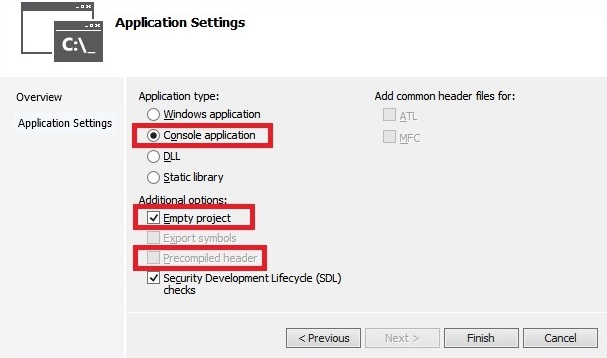 C:\_
Application Settings
Overview
Application Settings
Application type:
Windows application
Console application
DLL
Static library
Add common header files for:
ATL
MFC
Additional options:
Empty project
Export symbols
Precompiled header
Security Development Lifecycle (SDL)
checks
< Previous
Next >
Finish
Cancel